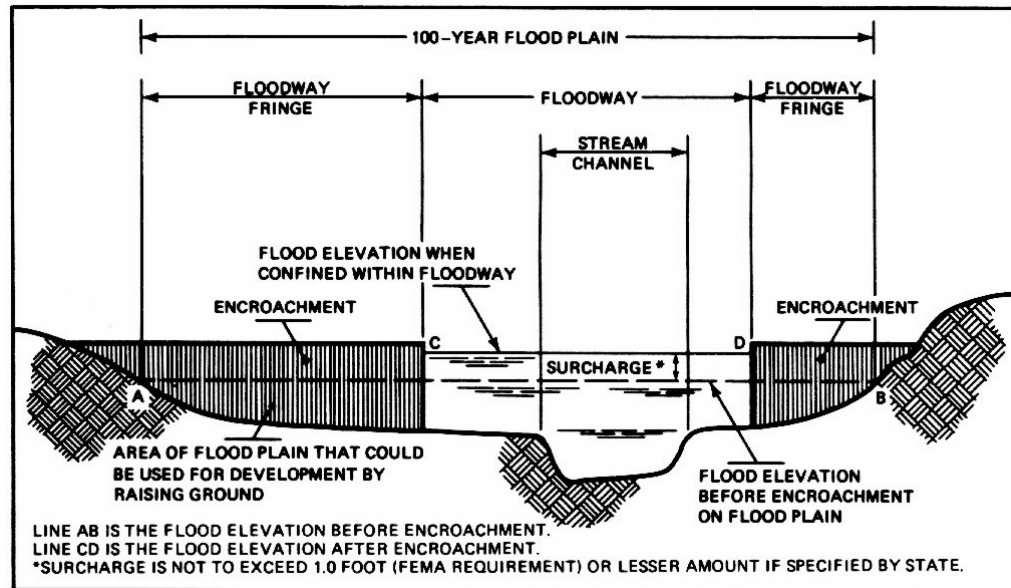 100-YEAR FLOOD PLAIN
FLOODWAY
FRINGE
FLOODWAY
FLOODWAY
FRINGE
STREAM
CHANNEL
FLOOD ELEVATION WHEN
CONFINED WITHIN FLOODWAY
ENCROACHMENT
ENCROACHMENT
C
D
SURCHARGE*
A
B
AREA OF FLOOD PLAIN THAT COULD
BE USED FOR DEVELOPMENT BY
RAISING GROUND
FLOOD ELEVATION
BEFORE ENCROACHMENT
ON FLOOD PLAIN
LINE AB IS THE FLOOD ELEVATION BEFORE ENCROACHMENT.
LINE CD IS THE FLOOD ELEVATION AFTER ENCROACHMENT.
*SURCHARGE IS NOT TO EXCEED 1.0 FOOT (FEMA REQUIREMENT) OR LESSER AMOUNT IF SPECIFIED BY STATE.